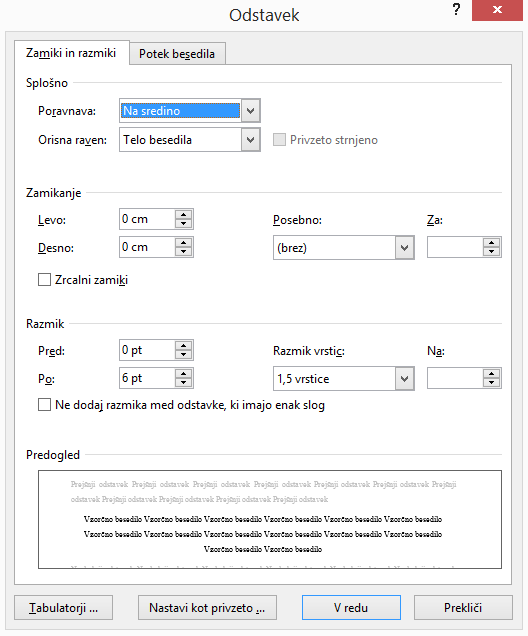 Odstavek
?
Zamiki in razmiki
Potek besedila
Splošno
Poravnava:
Na sredino
Orisna raven:
Telo besedila
Privzeto strnjeno
Zamikanje
Levo:
0 cm
Posebno:
Za:
Desno:
0 cm
(brez)
Zrcalni zamiki
Razmik
Pred:
0 pt
Razmik vrstic:
Na:
Po:
6 pt
1,5 vrstice
Ne dodaj razmika med odstavke, ki imajo enak slog
Predogled
Prejšnji odstavek Prejšnji odstavek Prejšnji odstavek Prejšnji odstavek Prejšnji odstavek Prejšnji odstavek Prejšnji
odstavek Prejšnji odstavek Prejšnji odstavek Prejšnji odstavek Prejšnji odstavek
Vzorčno besedilo Vzorčno besedilo Vzorčno besedilo Vzorčno besedilo Vzorčno besedilo Vzorčno besedilo
Vzorčno besedilo Vzorčno besedilo Vzorčno besedilo Vzorčno besedilo Vzorčno besedilo Vzorčno besedilo
Vzorčno besedilo Vzorčno besedilo
Tabulatorji ...
Nastavi kot privzeto ...
V redu
Prekliči